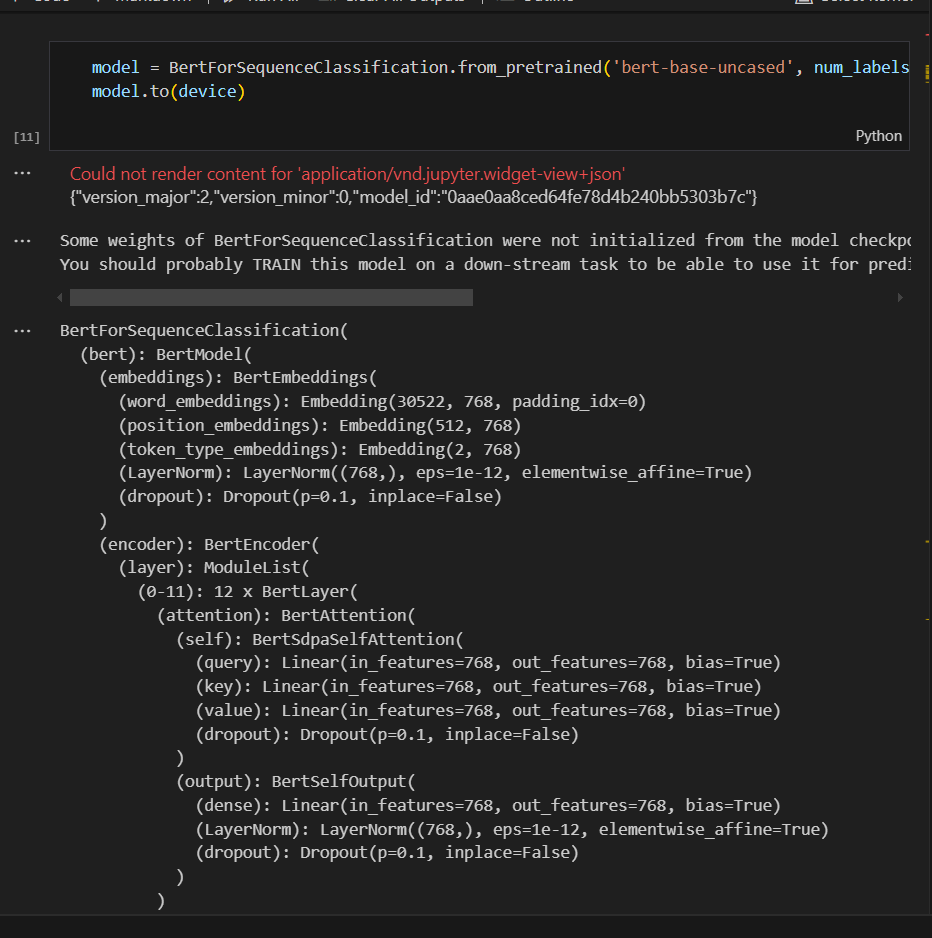 model = BertForSequenceClassification.from_pretrained('bert-base-uncased', num_labels
model.to(device)
[11]
Python
Could not render content for 'application/vnd.jupyter.widget-view+json'
{"version_major":2,"version_minor":0,"model_id":"0aae0aa8ced64fe78d4b240bb5303b7c"}
Some weights of BertForSequenceClassification were not initialized from the model
You should probably TRAIN this model on a down-stream task to be able to use it for
BertForSequenceClassification(
(bert): BertModel(
(embeddings): BertEmbeddings(
(word_embeddings): Embedding(30522, 768, padding_idx=0)
(position_embeddings): Embedding(512, 768)
(token_type_embeddings): Embedding(2, 768)
(LayerNorm): LayerNorm((768,), eps=1e-12, elementwise_affine=True)
(dropout): Dropout(p=0.1, inplace=False)
)
(encoder): BertEncoder(
(layer): ModuleList(
(0-11): 12 x BertLayer(
(attention): BertAttention(
(self): BertSdpaSelfAttention(
(query): Linear(in_features=768, out_features=768, bias=True)
(key): Linear(in_features=768, out_features=768, bias=True)
(value): Linear(in_features=768, out_features=768, bias=True)
(dropout): Dropout(p=0.1, inplace=False)
)
(output): BertSelfOutput(
(dense): Linear(in_features=768, out_features=768, bias=True)
(LayerNorm): LayerNorm((768,), eps=1e-12, elementwise_affine=True)
(dropout): Dropout(p=0.1, inplace=False)
)
)